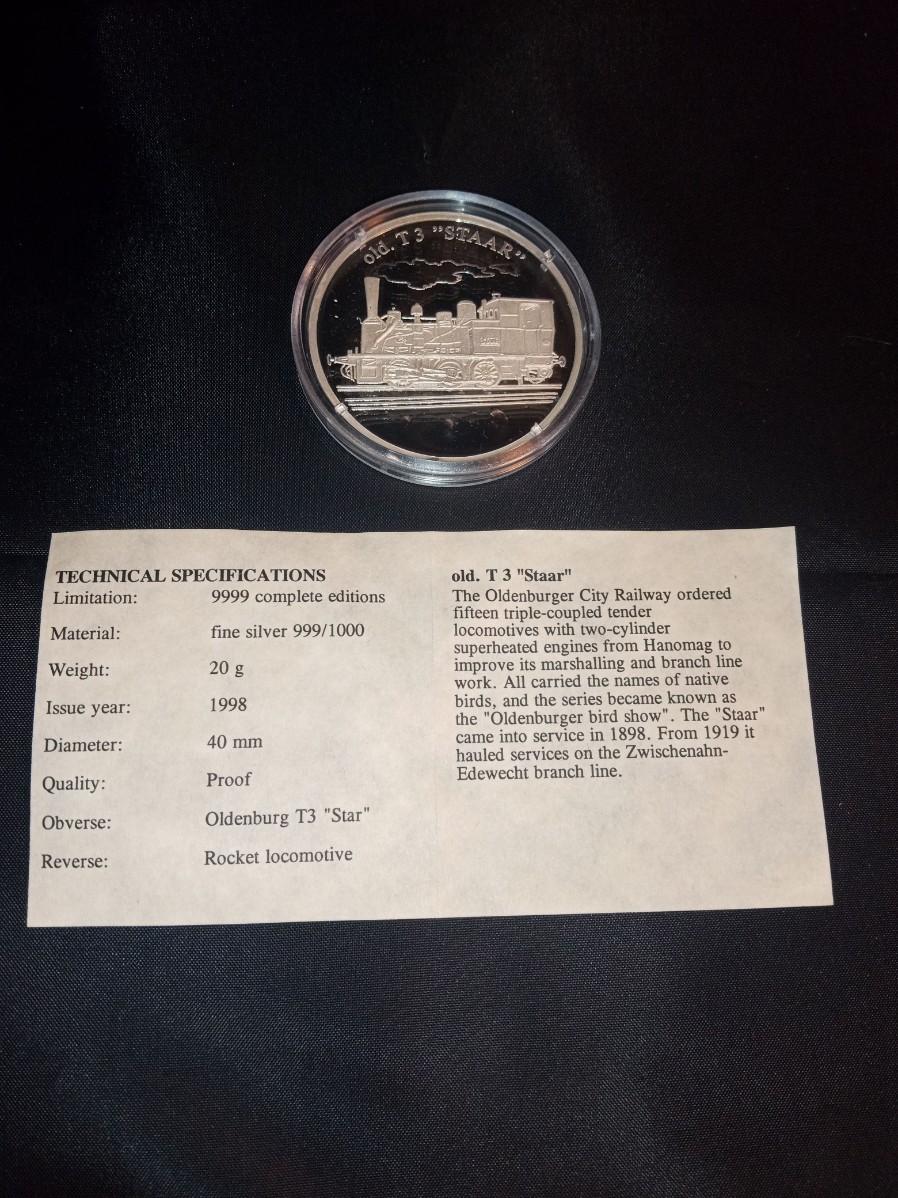 old. T 3 "STAAR"
TECHNICAL SPECIFICATIONS
Limitation: 9999 complete editions
Material: fine silver 999/1000
Weight: 20 g
Issue year: 1998
Diameter: 40 mm
Quality: Proof
Obverse: Oldenburg T3 "Star"
Reverse: Rocket locomotive
old. T 3 "Staar"
The Oldenburger City Railway ordered
fifteen triple-coupled tender
locomotives with two-cylinder
superheated engines from Hanomag to
improve its marshalling and branch line
work. All carried the names of native
birds, and the series became known as
the "Oldenburger bird show". The "Staar"
came into service in 1898. From 1919 it
hauled services on the Zwischenahn-
Edewecht branch line.